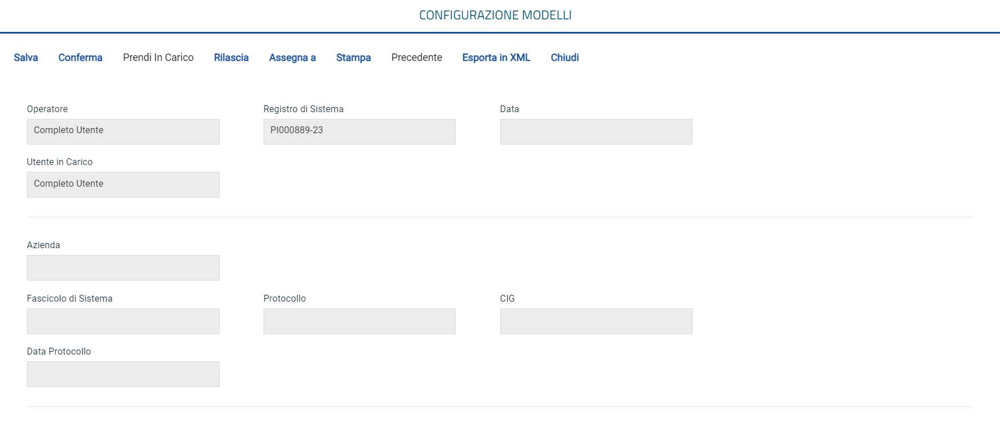 CONFIGURAZIONE MODELLI
Salva Conferma Prendi In Carico Rilascia Assegna a Stampa Precedente Esporta in XML Chiudi
Operatore Registro di Sistema Data
Completo Utente PI000889-23
Utente in Carico
Completo Utente
Azienda
Fascicolo di Sistema Protocollo CIG
Data Protocollo